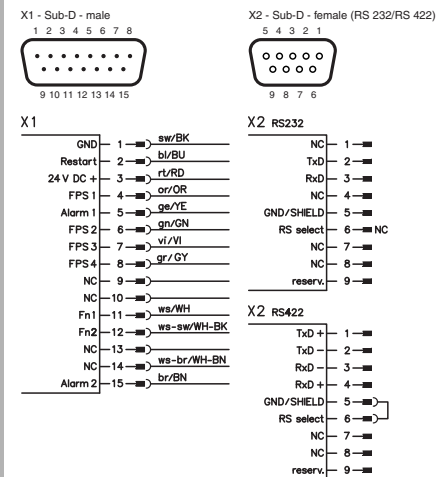 X1 - Sub-D - male
1 2 3 4 5 6 7 8
9 10 11 12 13 14 15
X2 - Sub-D - female (RS 232/RS 422)
5 4 3 2 1
9 8 7 6
X1
GND 1 sw/BK
Restart 2 bl/BU
24 V DC + 3 rt/RD
FPS 1 4 or/OR
Alarm 1 5 ge/YE
FPS 2 6 gn/GN
FPS 3 7 vi/VI
FPS 4 8 gr/GY
NC 9
NC 10
Fn1 11 ws/WH
Fn2 12 ws-sw/WH-BK
NC 13
NC 14 ws-br/WH-BN
Alarm 2 15 br/BN
X2 RS232
NC 1
TxD 2
RxD 3
NC 4
GND/SHIELD 5
RS select 6 NC
NC 7
NC 8
reserv. 9
X2 RS422
TxD + 1
TxD - 2
RxD - 3
RxD + 4
GND/SHIELD 5
RS select 6
NC 7
NC 8
reserv. 9